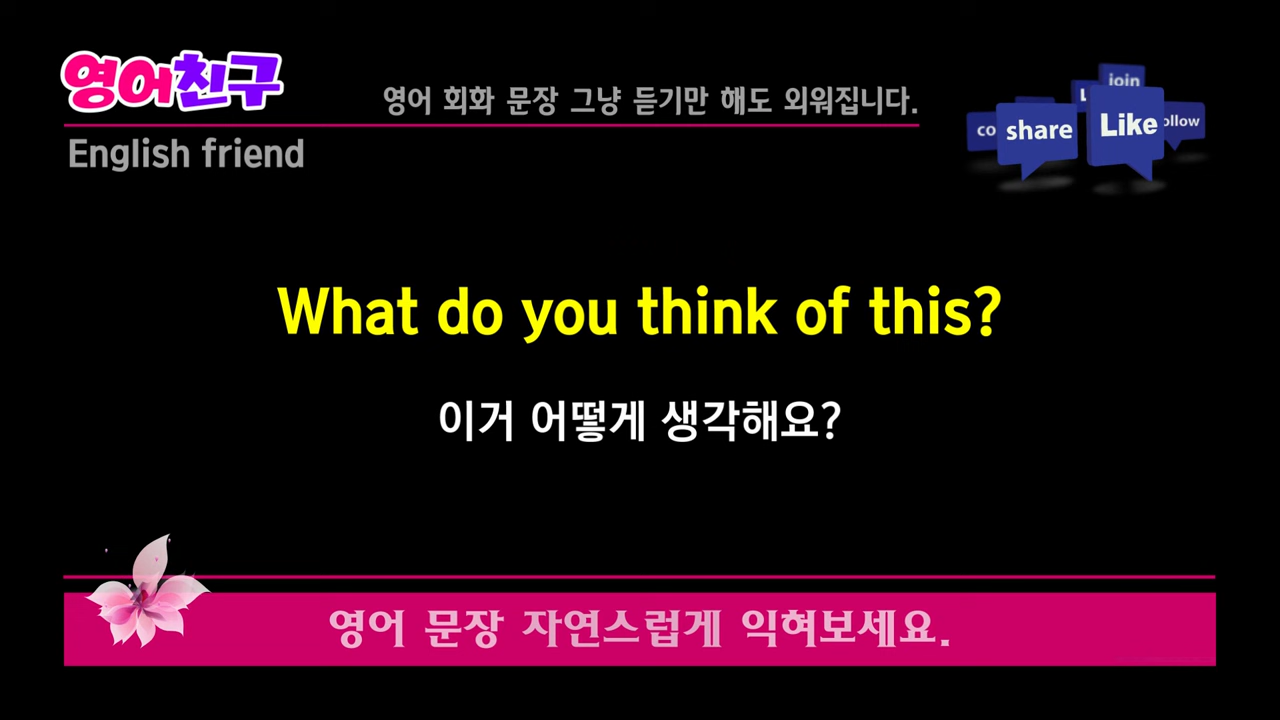 영어친구
영어 회화 문장 그냥 듣기만 해도 외워집니다.
English friend
join
share
Like
What do you think of this?
이거 어떻게 생각해요?
영어 문장 자연스럽게 익혀보세요.